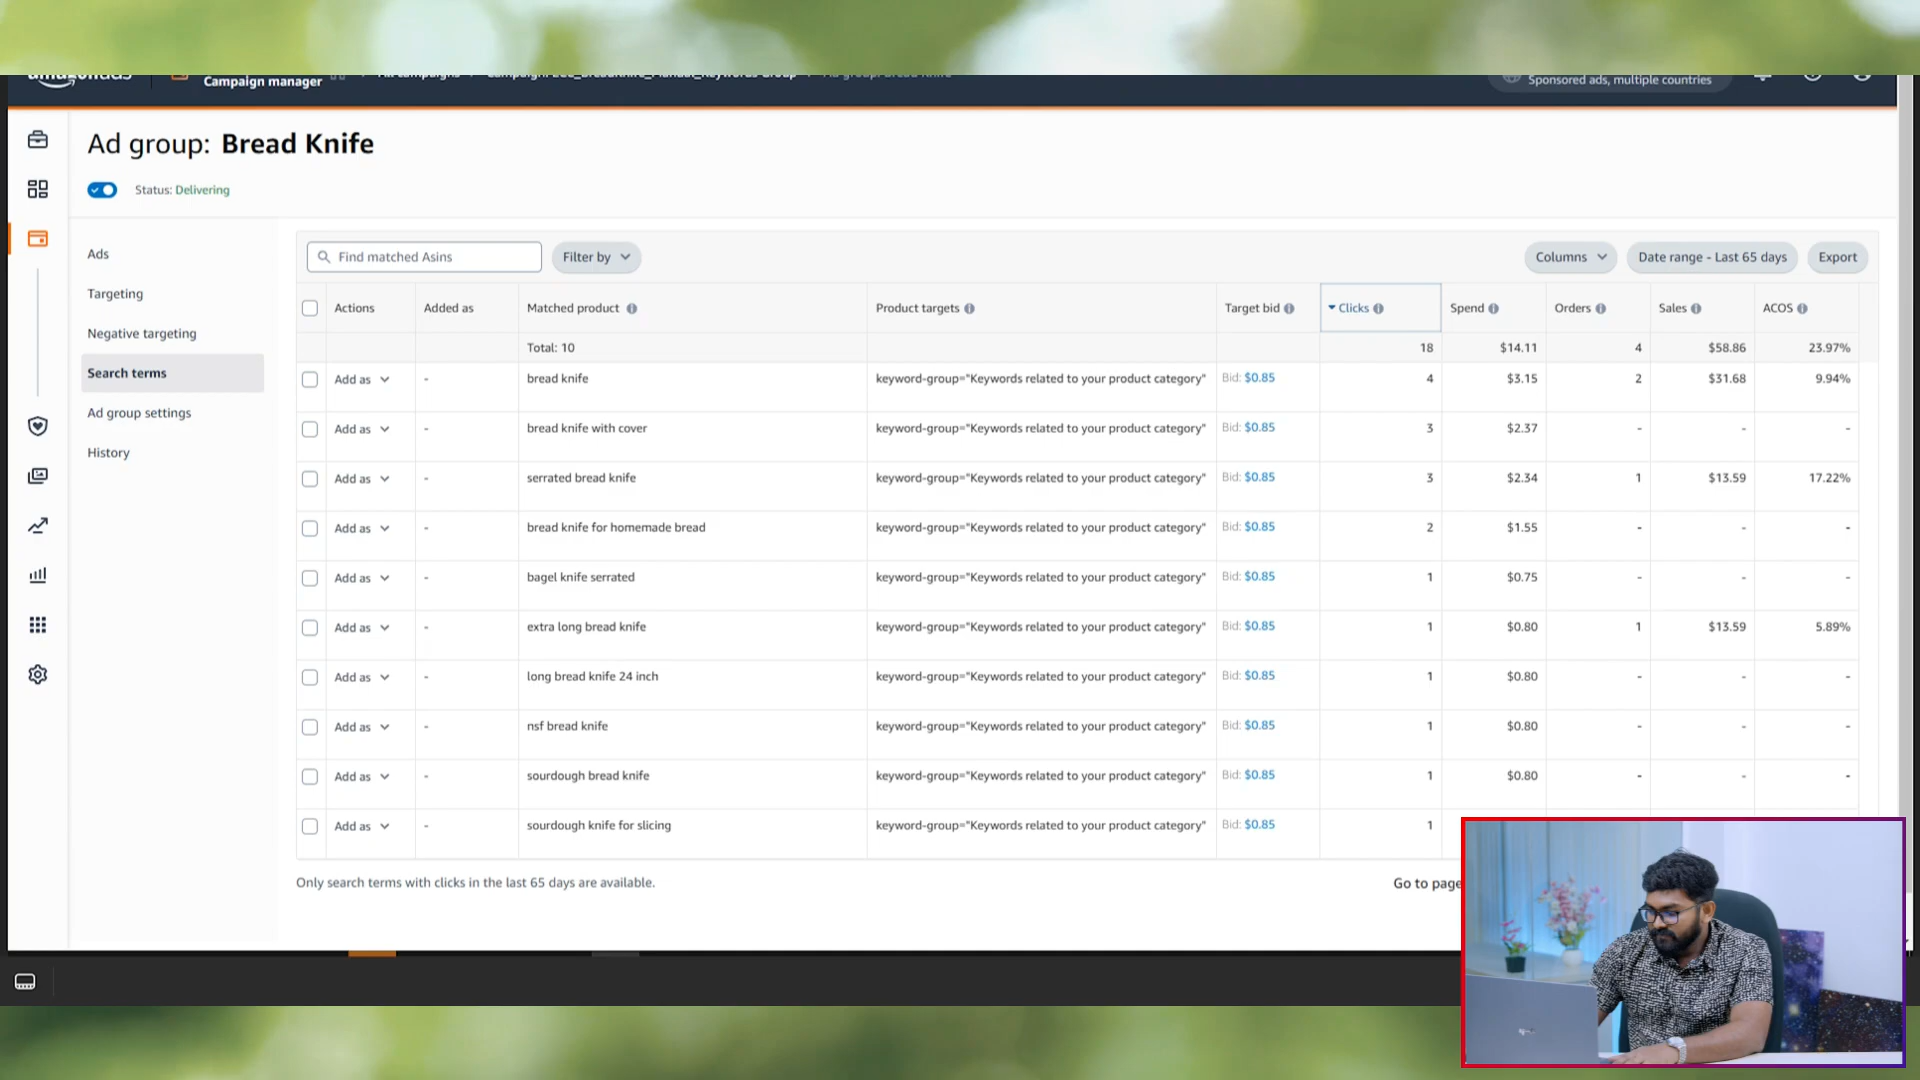 Campaign manager
Sponsored ads, multiple countries
Ad group: Bread Knife
Status: Delivering
Ads
Targeting
Negative targeting
Search terms
Ad group settings
History
Find matched Asins
Filter by
Columns
Date range - Last 65 days
Export
Actions Added as Matched product Product targets Target bid Clicks Spend Orders Sales ACOS
Total: 10 18 $14.11 4 $58.86 23.97%
Add as - bread knife keyword-group="Keywords related to your product category" Bid: $0.85 4 $3.15 2 $31.68 9.94%
Add as - bread knife with cover keyword-group="Keywords related to your product category" Bid: $0.85 3 $2.37 - - -
Add as - serrated bread knife keyword-group="Keywords related to your product category" Bid: $0.85 3 $2.34 1 $13.59 17.22%
Add as - bread knife for homemade bread keyword-group="Keywords related to your product category" Bid: $0.85 2 $1.55 - - -
Add as - bagel knife serrated keyword-group="Keywords related to your product category" Bid: $0.85 1 $0.75 - - -
Add as - extra long bread knife keyword-group="Keywords related to your product category" Bid: $0.85 1 $0.80 1 $13.59 5.89%
Add as - long bread knife 24 inch keyword-group="Keywords related to your product category" Bid: $0.85 1 $0.80 - - -
Add as - nsf bread knife keyword-group="Keywords related to your product category" Bid: $0.85 1 $0.80 - - -
Add as - sourdough bread knife keyword-group="Keywords related to your product category" Bid: $0.85 1 $0.80 - - -
Add as - sourdough knife for slicing keyword-group="Keywords related to your product category" Bid: $0.85 1
Only search terms with clicks in the last 65 days are available.
Go to page